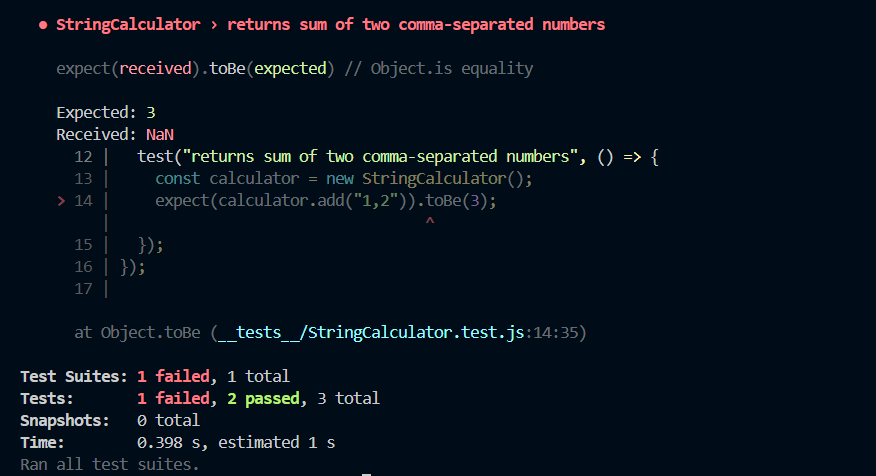 ● StringCalculator › returns sum of two comma-separated numbers
expect(received).toBe(expected) // Object.is equality
Expected: 3
Received: NaN
12 |   test("returns sum of two comma-separated numbers", () => {
13 |     const calculator = new StringCalculator();
> 14 |     expect(calculator.add("1,2")).toBe(3);
|                                   ^
15 |   });
16 | });
17 |
at Object.toBe (__tests__/StringCalculator.test.js:14:35)
Test Suites: 1 failed, 1 total
Tests:       1 failed, 2 passed, 3 total
Snapshots:   0 total
Time:        0.398 s, estimated 1 s
Ran all test suites.